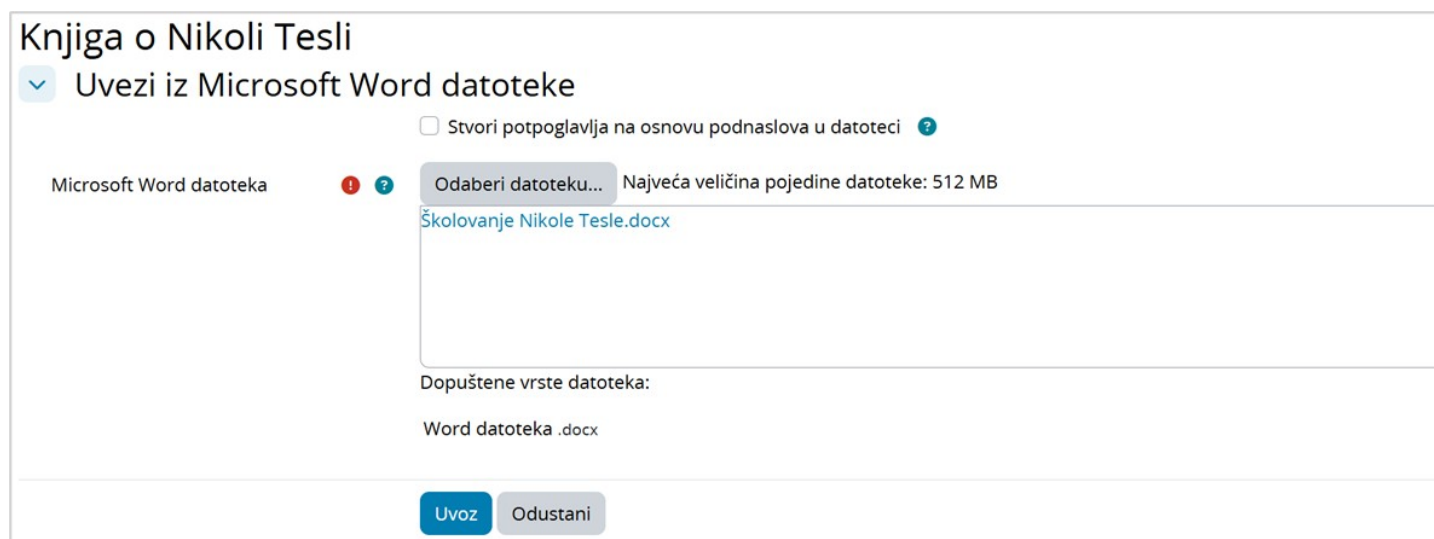 Knjiga o Nikoli Tesli
Uvezi iz Microsoft Word datoteke
Stvori potpoglavlja na osnovu podnaslova u datoteci ?
Microsoft Word datoteka ! ? Odaberi datoteku... Najveća veličina pojedine datoteke: 512 MB
Školovanje Nikole Tesle.docx
Dopuštene vrste datoteka:
Word datoteka .docx
Uvoz Odustani